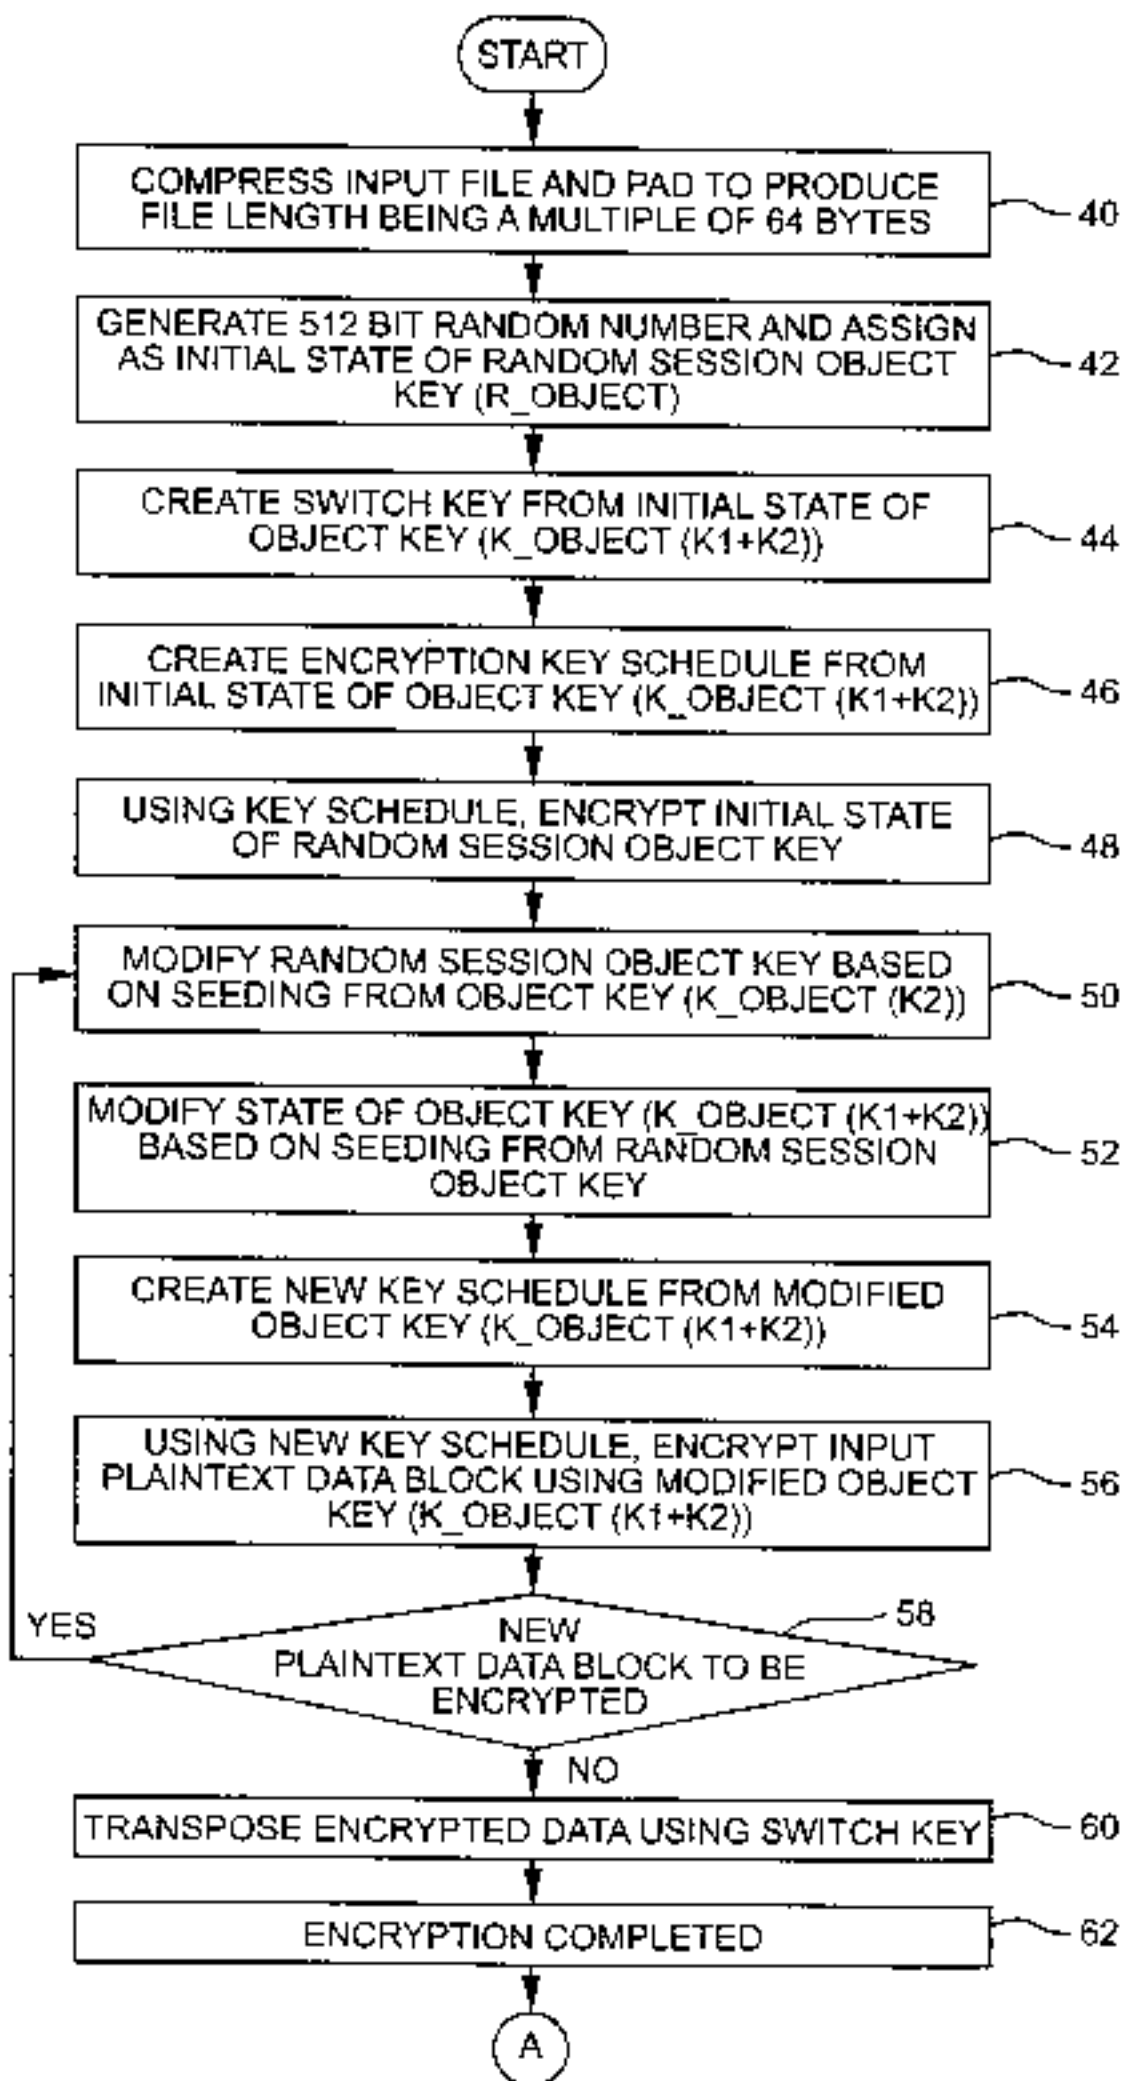 START
COMPRESS INPUT FILE AND PAD TO PRODUCE
FILE LENGTH BEING A MULTIPLE OF 64 BYTES
40
GENERATE 512 BIT RANDOM NUMBER AND ASSIGN
AS INITIAL STATE OF RANDOM SESSION OBJECT
KEY (R_OBJECT)
42
CREATE SWITCH KEY FROM INITIAL STATE OF
OBJECT KEY (K_OBJECT (K1+K2))
44
CREATE ENCRYPTION KEY SCHEDULE FROM
INITIAL STATE OF OBJECT KEY (K_OBJECT (K1+K2))
46
USING KEY SCHEDULE, ENCRYPT INITIAL STATE
OF RANDOM SESSION OBJECT KEY
48
MODIFY RANDOM SESSION OBJECT KEY BASED
ON SEEDING FROM OBJECT KEY (K_OBJECT (K2))
50
MODIFY STATE OF OBJECT KEY (K_OBJECT (K1+K2))
BASED ON SEEDING FROM RANDOM SESSION
OBJECT KEY
52
CREATE NEW KEY SCHEDULE FROM MODIFIED
OBJECT KEY (K_OBJECT (K1+K2))
54
USING NEW KEY SCHEDULE, ENCRYPT INPUT
PLAINTEXT DATA BLOCK USING MODIFIED OBJECT
KEY (K_OBJECT (K1+K2))
56
YES
NEW
PLAINTEXT DATA BLOCK TO BE
ENCRYPTED
58
NO
TRANSPOSE ENCRYPTED DATA USING SWITCH KEY
60
ENCRYPTION COMPLETED
62
A